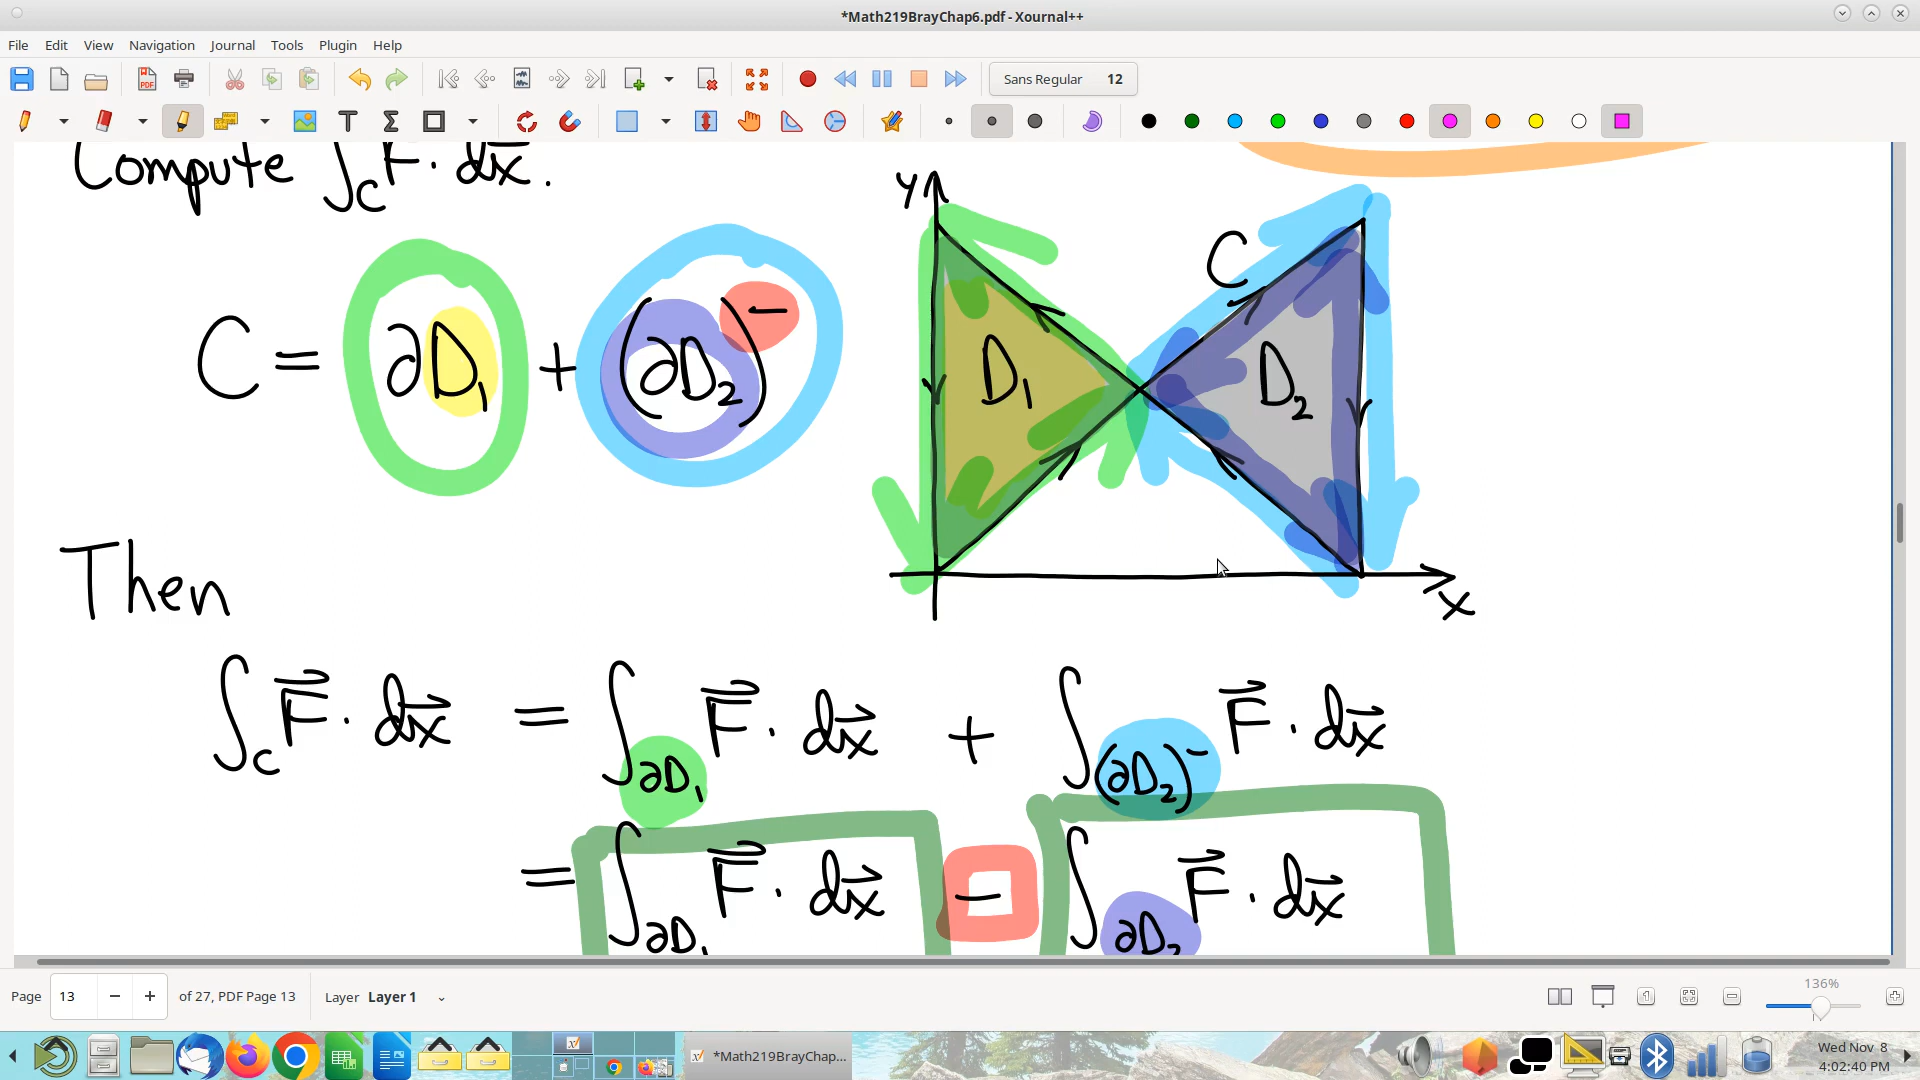 *Math219BrayChap6.pdf - Xournal++
File Edit View Navigation Journal Tools Plugin Help
Sans Regular 12
Compute ∫_C F · dx⃗.
y
C
C = ∂D₁ + (∂D₂)⁻
D₁
D₂
x
Then
∫_C F⃗ · dx⃗ = ∫_∂D₁ F⃗ · dx⃗ + ∫_(∂D₂)⁻ F⃗ · dx⃗
= ∫_∂D₁ F⃗ · dx⃗ − ∫_∂D₂ F⃗ · dx⃗
Page 13 of 27, PDF Page 13 Layer Layer 1
136%
*Math219BrayChap...
Wed Nov 8
4:02:40 PM